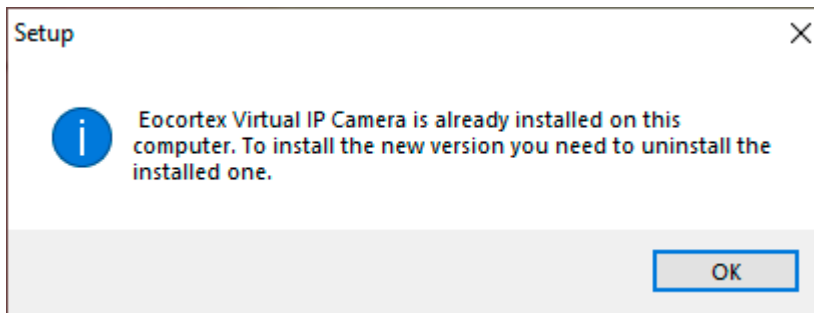 Setup
Eocortex Virtual IP Camera is already installed on this
computer. To install the new version you need to uninstall the
installed one.
OK